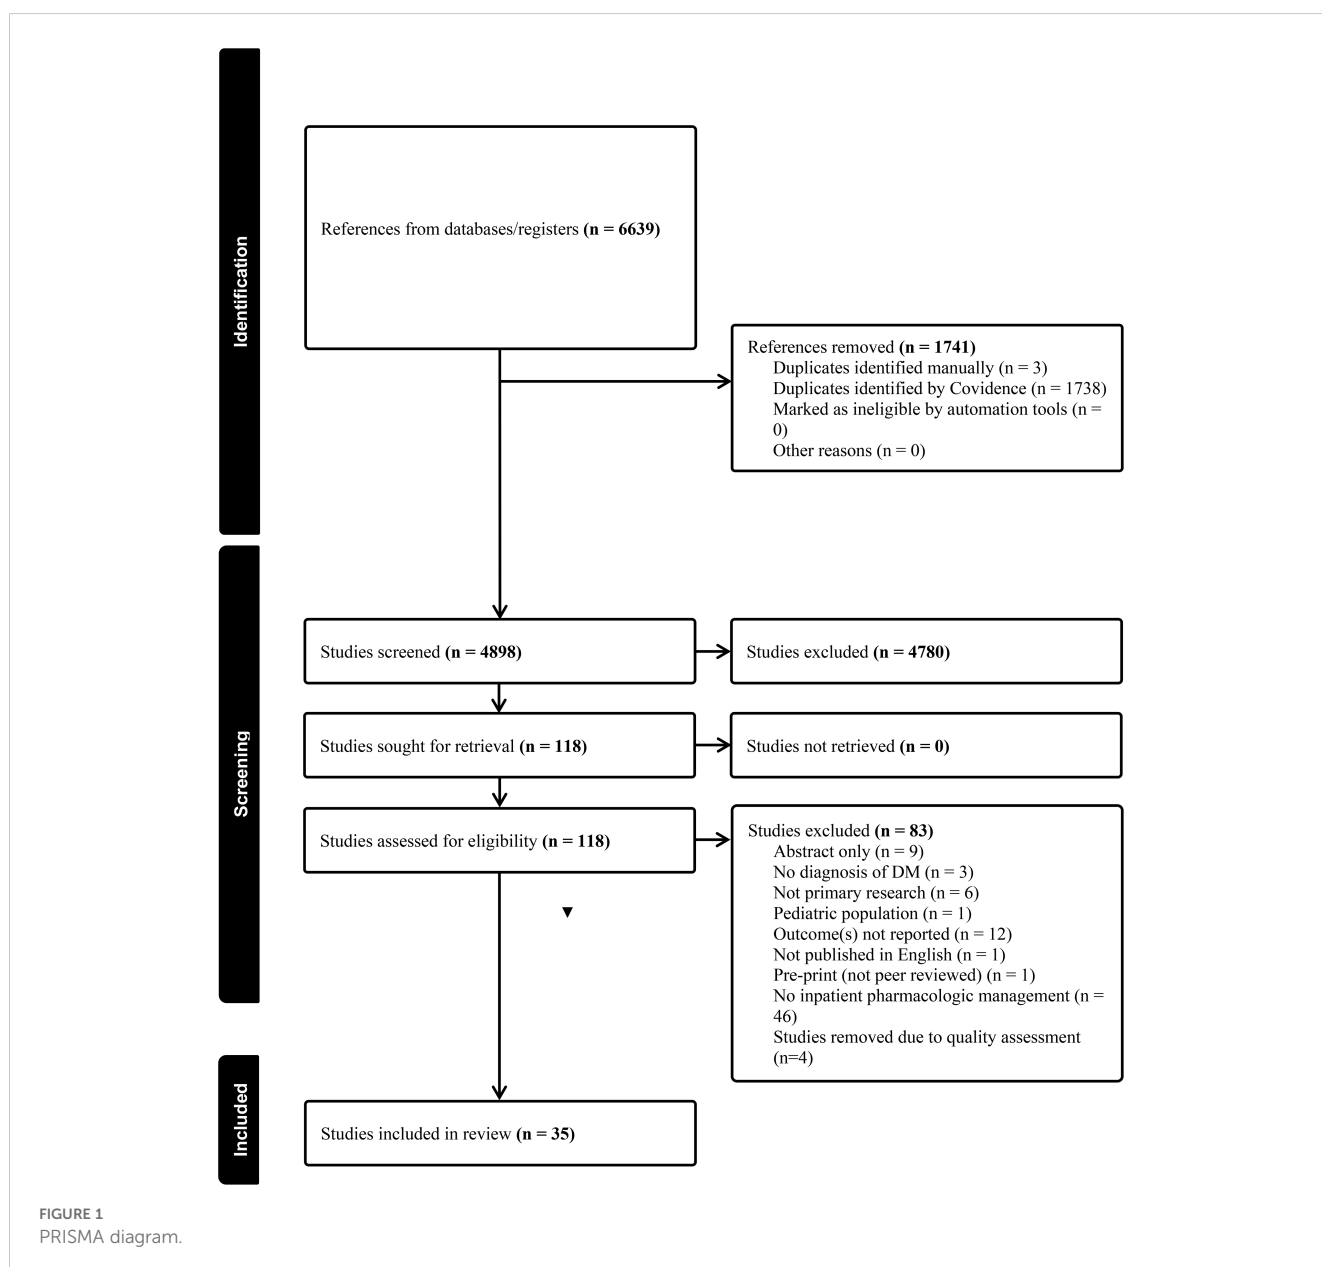 Identification
References from databases/registers (n = 6639)
References removed (n = 1741)
Duplicates identified manually (n = 3)
Duplicates identified by Covidence (n = 1738)
Marked as ineligible by automation tools (n =
0)
Other reasons (n = 0)
Screening
Studies screened (n = 4898)
Studies excluded (n = 4780)
Studies sought for retrieval (n = 118)
Studies not retrieved (n = 0)
Studies assessed for eligibility (n = 118)
Studies excluded (n = 83)
Abstract only (n = 9)
No diagnosis of DM (n = 3)
Not primary research (n = 6)
Pediatric population (n = 1)
Outcome(s) not reported (n = 12)
Not published in English (n = 1)
Pre-print (not peer reviewed) (n = 1)
No inpatient pharmacologic management (n =
46)
Studies removed due to quality assessment
(n=4)
Included
Studies included in review (n = 35)
FIGURE 1
PRISMA diagram.